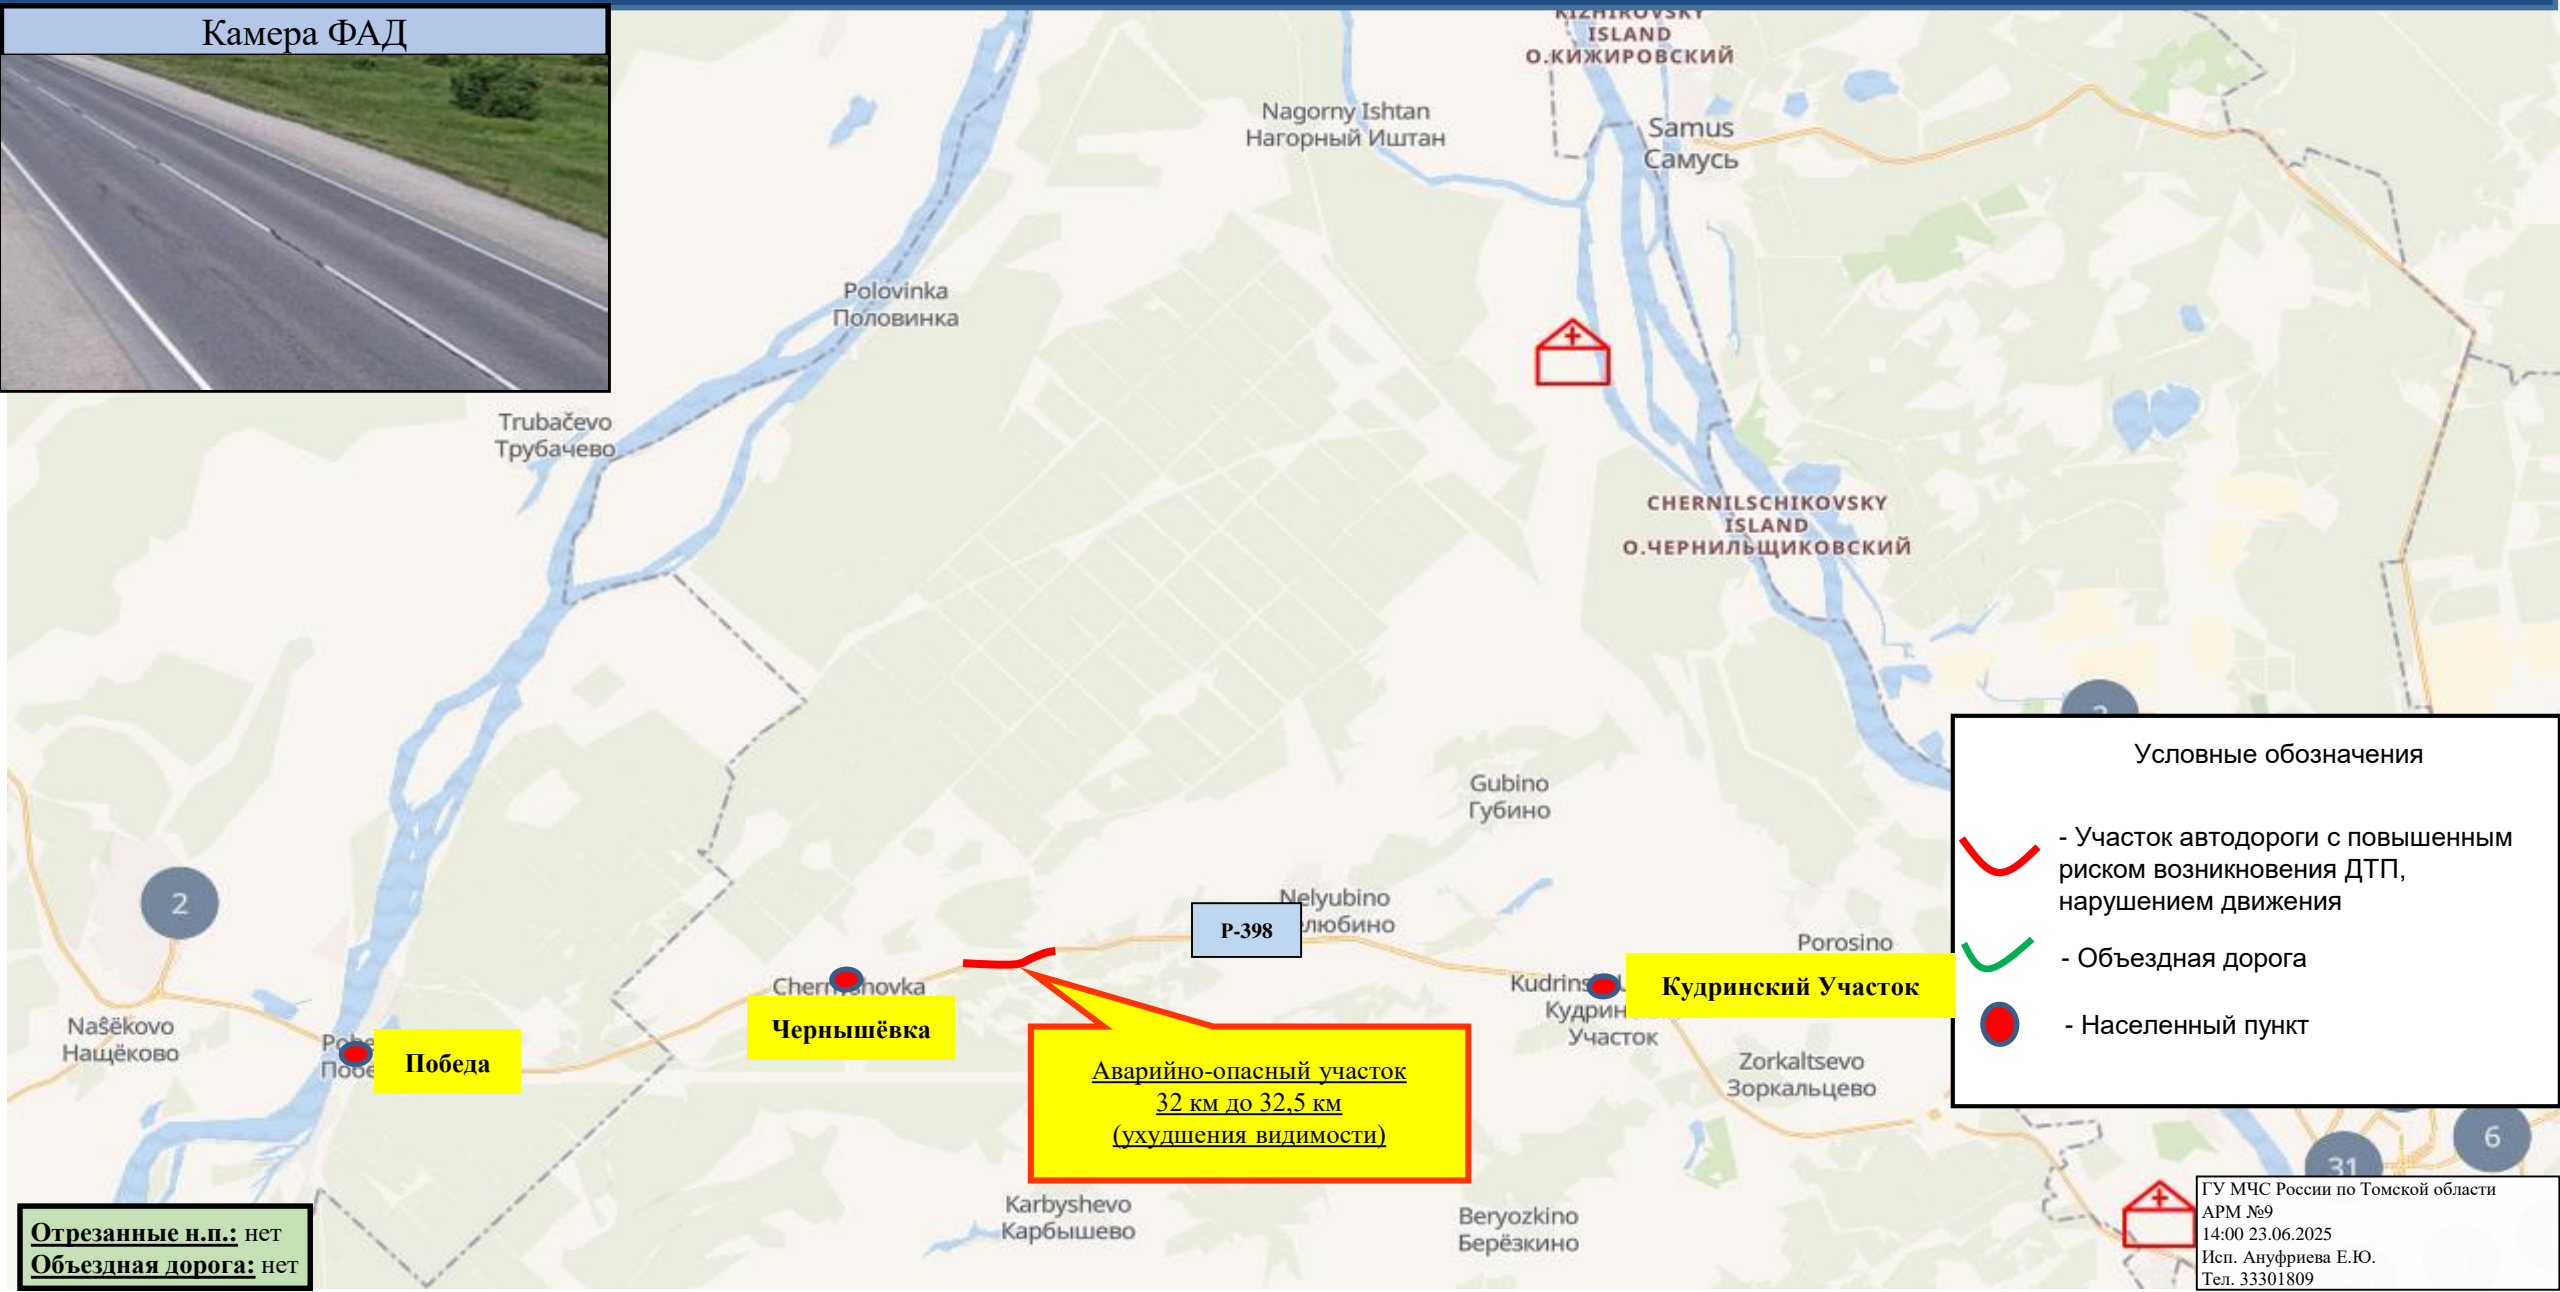 Камера ФАД
KIZHIROVSKY
ISLAND
О.КИЖИРОВСКИЙ
Nagorny Ishtan
Нагорный Иштан
Samus
Самусь
Polovinka
Половинка
Trubačevo
Трубачево
CHERNILSCHIKOVSKY
ISLAND
О.ЧЕРНИЛЬЩИКОВСКИЙ
Gubino
Губино
2
Nelyubino
Р-398
Porosino
Кудринский Участок
Участок
Чернышёвка
Našëkovo
Нащёково
Победа
Zorkaltsevo
Зоркальцево
Аварийно-опасный участок
32 км до 32,5 км
(ухудшения видимости)
Karbyshevo
Карбышево
Beryozkino
Берёзкино
Условные обозначения
- Участок автодороги с повышенным
риском возникновения ДТП,
нарушением движения
- Объездная дорога
- Населенный пункт
6
31
Отрезанные н.п.: нет
Объездная дорога: нет
ГУ МЧС России по Томской области
АРМ №9
14:00 23.06.2025
Исп. Ануфриева Е.Ю.
Тел. 33301809